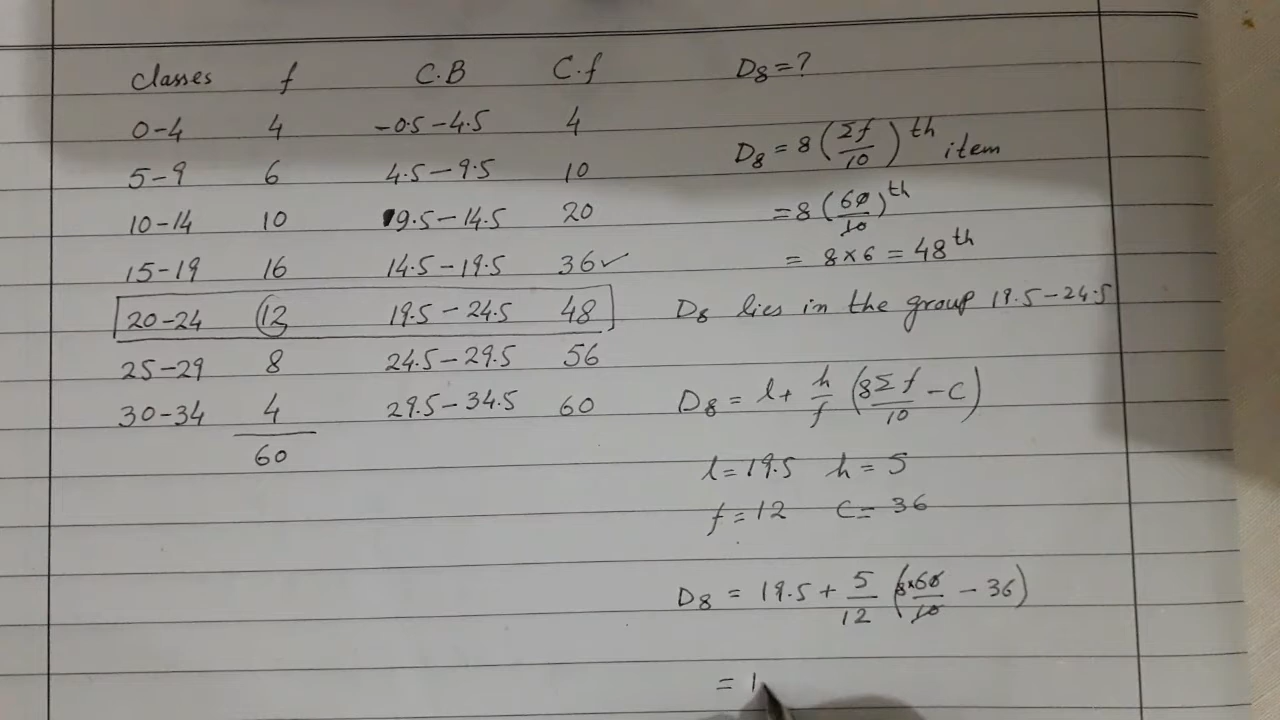 classes f C.B C.f
0-4 4 -0.5-4.5 4
5-9 6 4.5-9.5 10
10-14 10 9.5-14.5 20
15-19 16 14.5-19.5 36✓
20-24 12 19.5-24.5 48
25-29 8 24.5-29.5 56
30-34 4 29.5-34.5 60
60
D8=?
D8 = 8(Σf/10)th item
=8(60/10)th
= 8×6 = 48th
D8 lies in the group 19.5-24.5
D8 = l+ h/f (8Σf/10 -C)
l=19.5 h=5
f=12 C=36
D8 = 19.5+ 5/12 (8×60/10 -36)
= 1